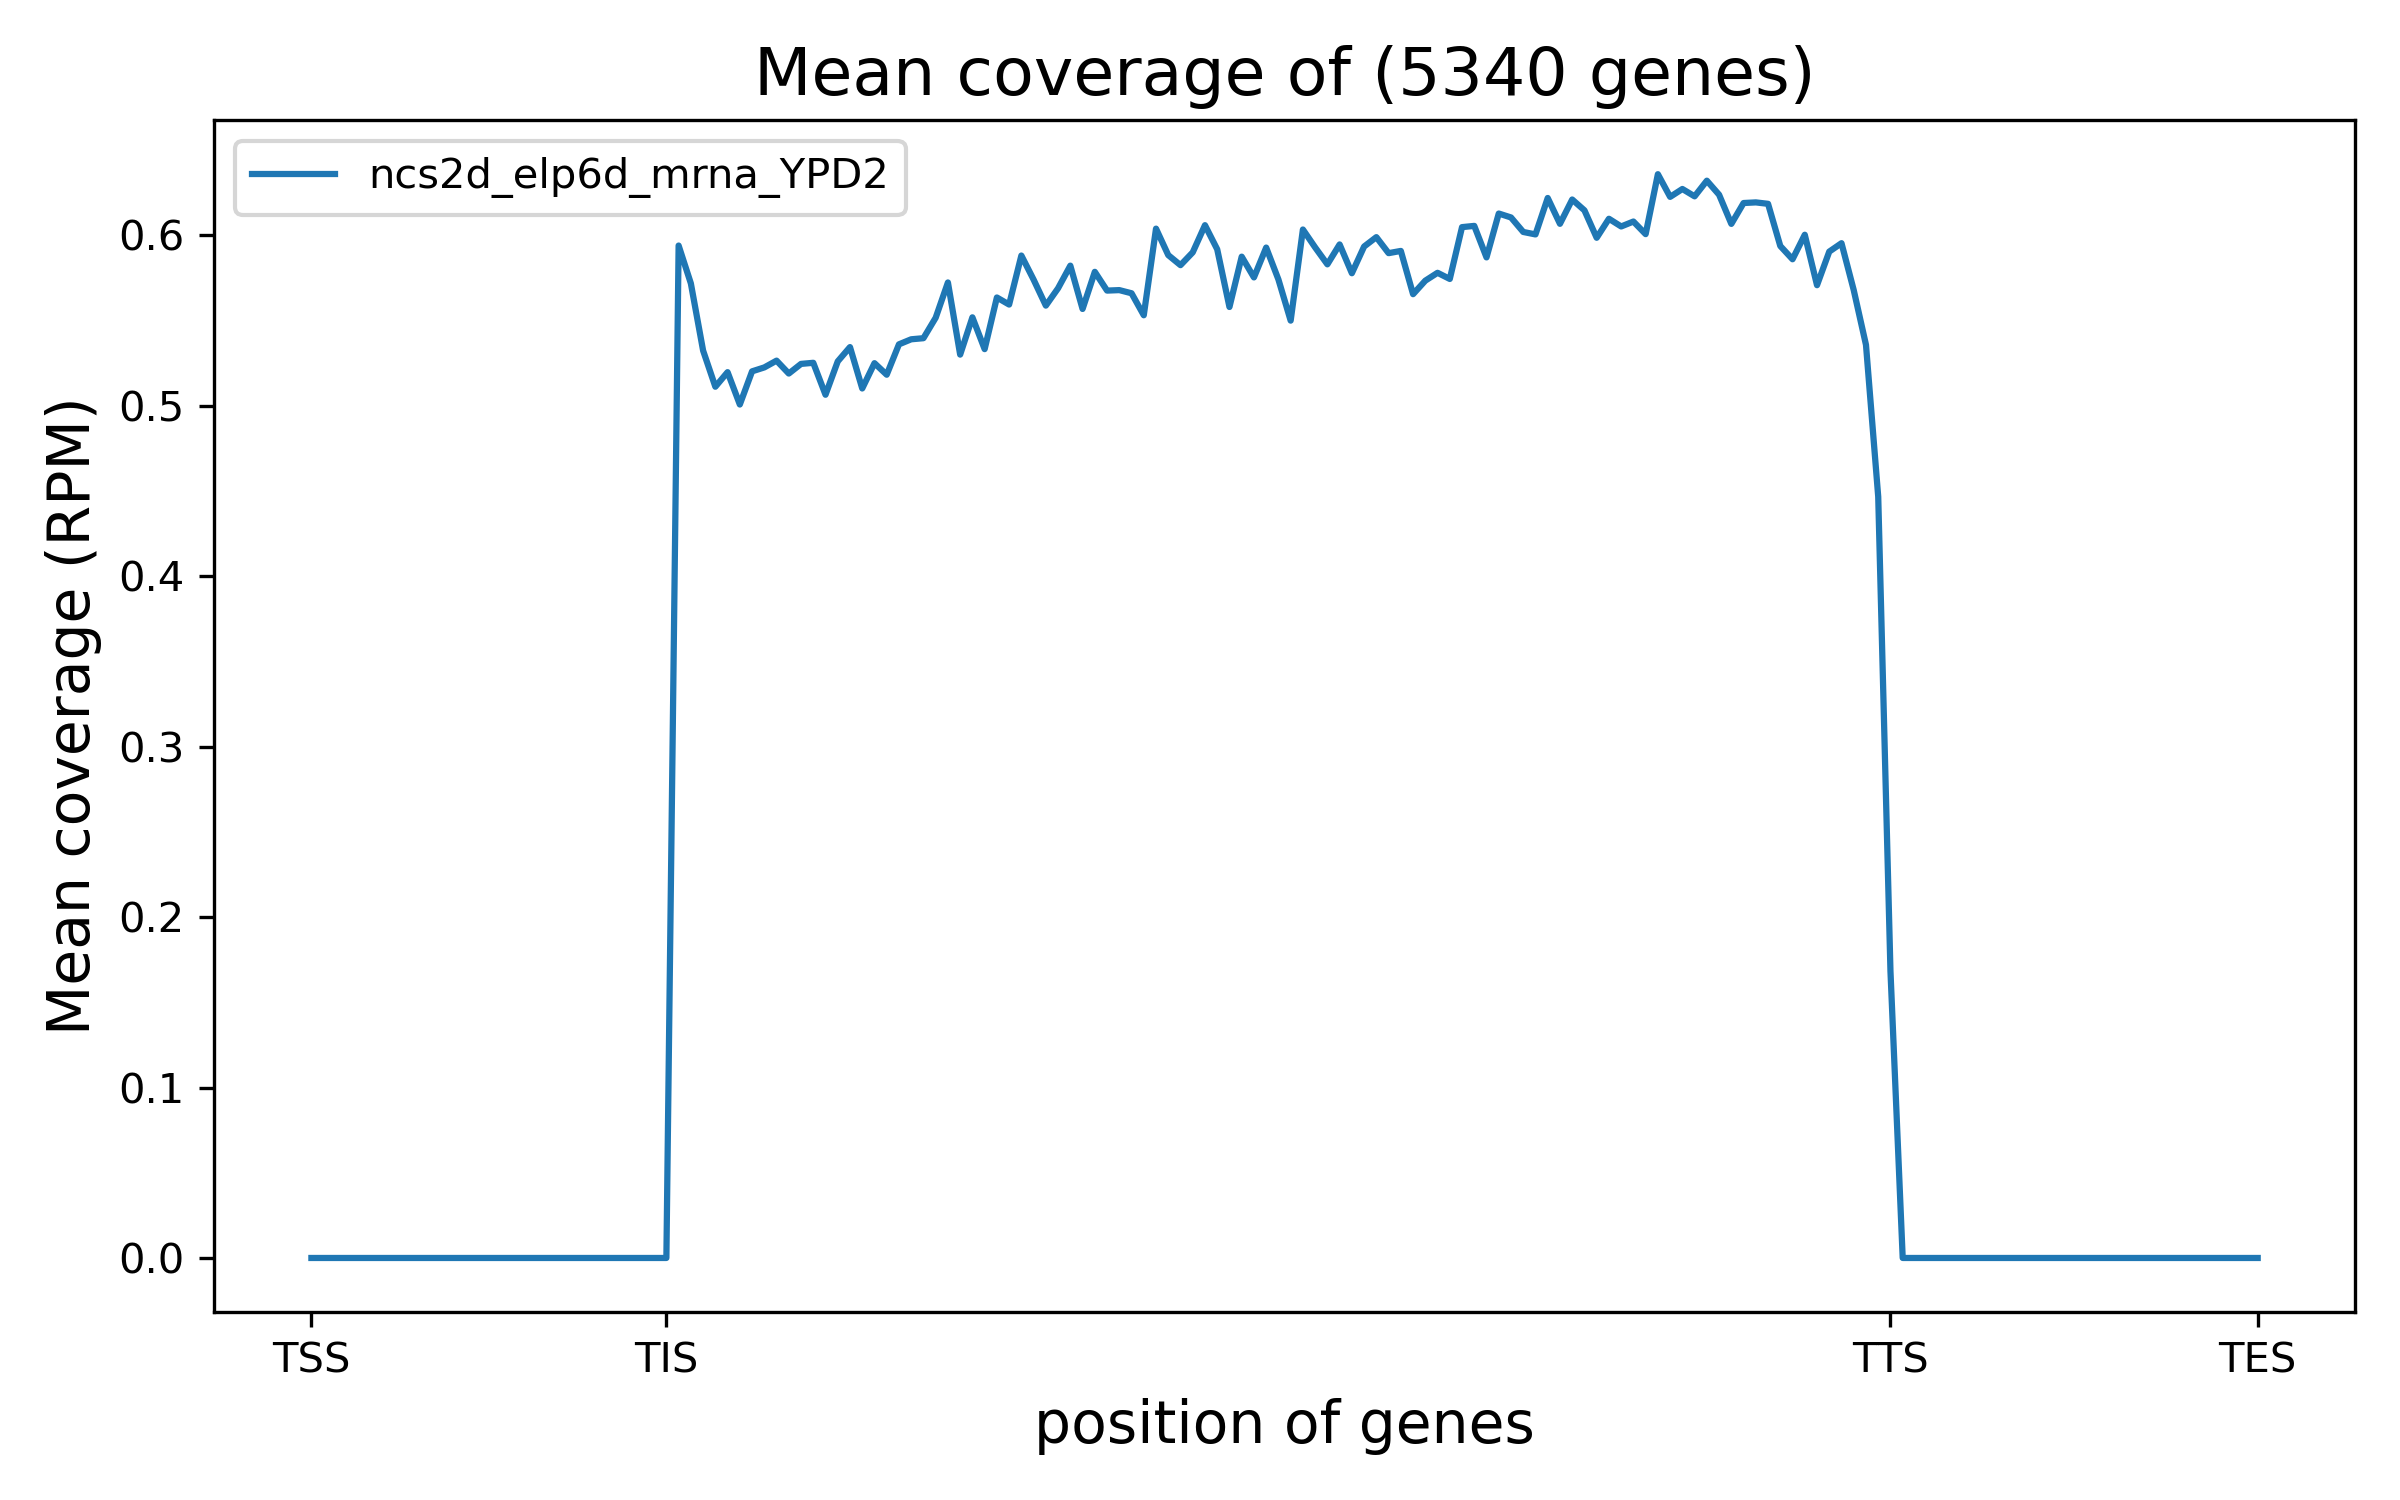 Mean coverage of (5340 genes)
ncs2d_elp6d_mrna_YPD2
Mean coverage (RPM)
0.6
0.5
0.4
0.3
0.2
0.1
0.0
TSS TIS TTS TES
position of genes